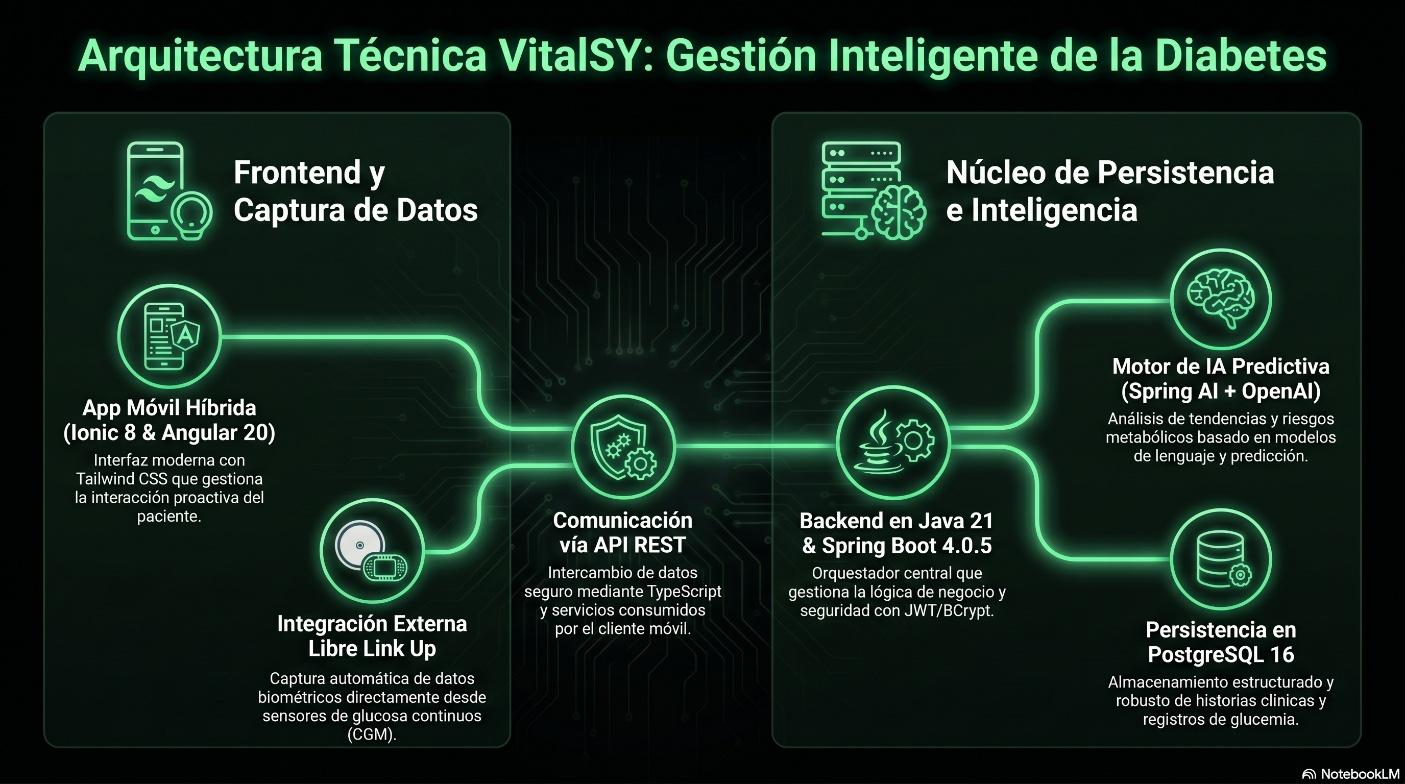 Arquitectura Técnica VitalSY: Gestión Inteligente de la Diabetes
Frontend y
Captura de Datos
App Móvil Híbrida
(Ionic 8 & Angular 20)
Interfaz moderna con
Tailwind CSS que gestiona
la interacción proactiva del
paciente.
Integración Externa
Libre Link Up
Captura automática de datos
biométricos directamente desde
sensores de glucosa continuos
(CGM).
Comunicación
vía API REST
Intercambio de datos
seguro mediante TypeScript
y servicios consumidos
por el cliente móvil.
Núcleo de Persistencia
e Inteligencia
Backend en Java 21
& Spring Boot 4.0.5
Orquestador central que
gestiona la lógica de negocio y
seguridad con JWT/BCrypt.
Motor de IA Predictiva
(Spring AI + OpenAI)
Análisis de tendencias y riesgos
metabólicos basado en modelos
de lenguaje y predicción.
Persistencia en
PostgreSQL 16
Almacenamiento estructurado y
robusto de historias clinicas y
registros de glucemia.
A
NotebookLM